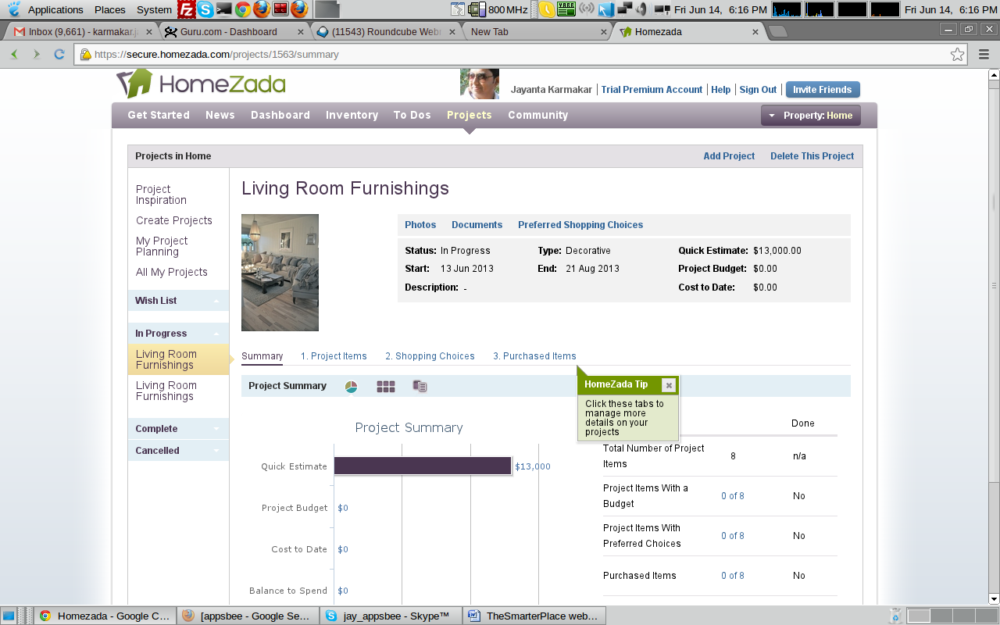 Applications Places System 800 MHz Fri Jun 14, 6:16 PM Fri Jun 14, 6:16 PM
Inbox (9,661) - karmakar.j Guru.com - Dashboard (11543) Roundcube Web New Tab Homezada
https://secure.homezada.com/projects/1563/summary
HomeZada
Jayanta Karmakar Trial Premium Account Help Sign Out Invite Friends
Get Started News Dashboard Inventory To Dos Projects Community Property: Home
Projects in Home Add Project Delete This Project
Project
Inspiration
Create Projects
My Project
Planning
All My Projects
Wish List
In Progress
Living Room
Furnishings
Living Room
Furnishings
Complete
Cancelled
Living Room Furnishings
Photos Documents Preferred Shopping Choices
Status: In Progress Type: Decorative Quick Estimate: $13,000.00
Start: 13 Jun 2013 End: 21 Aug 2013 Project Budget: $0.00
Description: - Cost to Date: $0.00
Summary 1. Project Items 2. Shopping Choices 3. Purchased Items
Project Summary
HomeZada Tip
Click these tabs to
manage more
details on your
projects
Project Summary
Quick Estimate $13,000
Project Budget $0
Cost to Date $0
Balance to Spend $0
Done
Total Number of Project
Items 8 n/a
Project Items With a
Budget 0 of 8 No
Project Items With
Preferred Choices 0 of 8 No
Purchased Items 0 of 8 No
Homezada - Google C... [appsbee - Google Se... jay_appsbee - Skype™ TheSmarterPlace web...